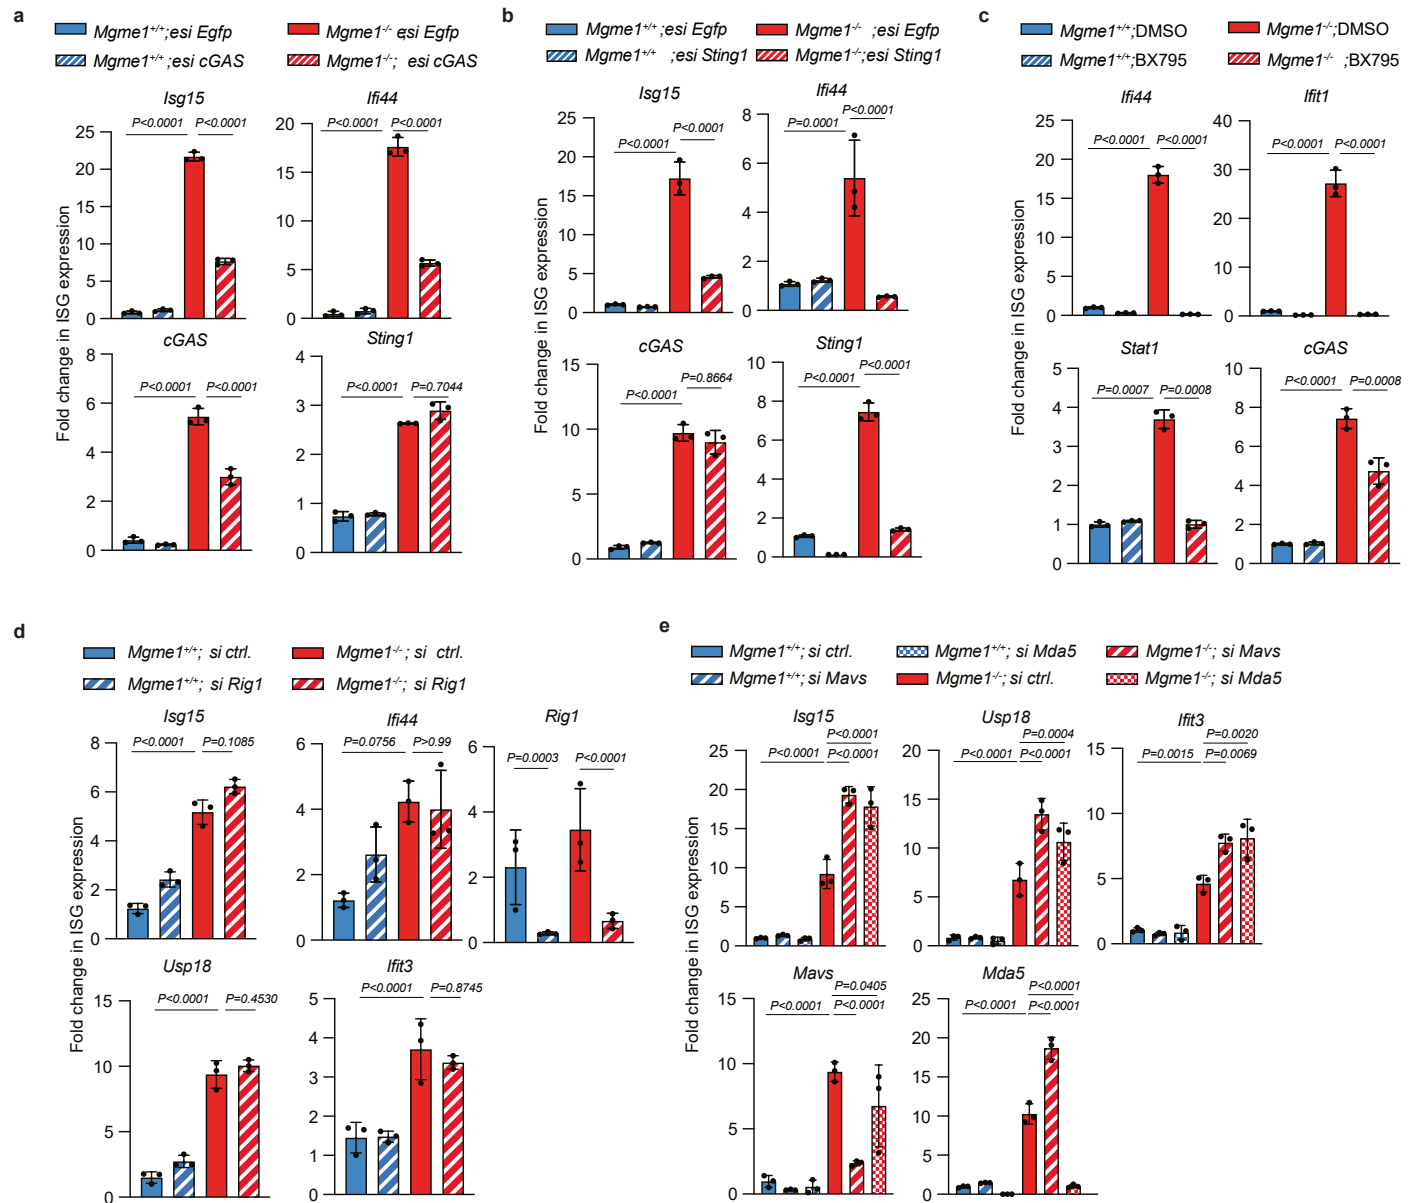 a
Mgme1+/+;esi Egfp
Mgme1-/- esi Egfp
Mgme1+/+;esi cGAS
Mgme1-/-; esi cGAS
Fold change in ISG expression
Isg15
P<0.0001
P<0.0001
25
20
15
10
5
0
Ifi44
P<0.0001
P<0.0001
20
15
10
5
0
cGAS
P<0.0001
P<0.0001
8
6
4
2
0
Sting1
P<0.0001
P=0.7044
4
3
2
1
0
b
Mgme1+/+;esi Egfp
Mgme1-/- ;esi Egfp
Mgme1+/+ ;esi Sting1
Mgme1-/-;esi Sting1
Fold change in ISG expression
Isg15
P<0.0001
P<0.0001
25
20
15
10
5
0
Ifi44
P=0.0001
P<0.0001
8
6
4
2
0
cGAS
P<0.0001
P=0.8664
15
10
5
0
Sting1
P<0.0001
P<0.0001
10
8
6
4
2
0
c
Mgme1+/+;DMSO
Mgme1-/-;DMSO
Mgme1+/+;BX795
Mgme1-/- ;BX795
Fold change in ISG expression
Ifi44
P<0.0001
P<0.0001
25
20
15
10
5
0
Ifit1
P<0.0001
P<0.0001
40
30
20
10
0
Stat1
P=0.0007
P=0.0008
5
4
3
2
1
0
cGAS
P<0.0001
P=0.0008
10
8
6
4
2
0
d
Mgme1+/+; si ctrl.
Mgme1-/-; si ctrl.
Mgme1+/+; si Rig1
Mgme1-/-; si Rig1
Fold change in ISG expression
Isg15
P<0.0001
P=0.1085
8
6
4
2
0
Ifi44
P=0.0756
P>0.99
6
4
2
0
Rig1
P=0.0003
P<0.0001
6
4
2
0
Usp18
P<0.0001
P=0.4530
15
10
5
0
Ifit3
P<0.0001
P=0.8745
5
4
3
2
1
0
e
Mgme1+/+; si ctrl.
Mgme1+/+; si Mda5
Mgme1-/-; si Mavs
Mgme1+/+; si Mavs
Mgme1-/-; si ctrl.
Mgme1-/-; si Mda5
Fold change in ISG expression
Isg15
P<0.0001
P<0.0001
P<0.0001
25
20
15
10
5
0
Usp18
P=0.0004
P<0.0001
P<0.0001
20
15
10
5
0
Ifit3
P=0.0020
P=0.0015
P=0.0069
15
10
5
0
Mavs
P=0.0405
P<0.0001
P<0.0001
15
10
5
0
Mda5
P<0.0001
P<0.0001
P<0.0001
25
20
15
10
5
0